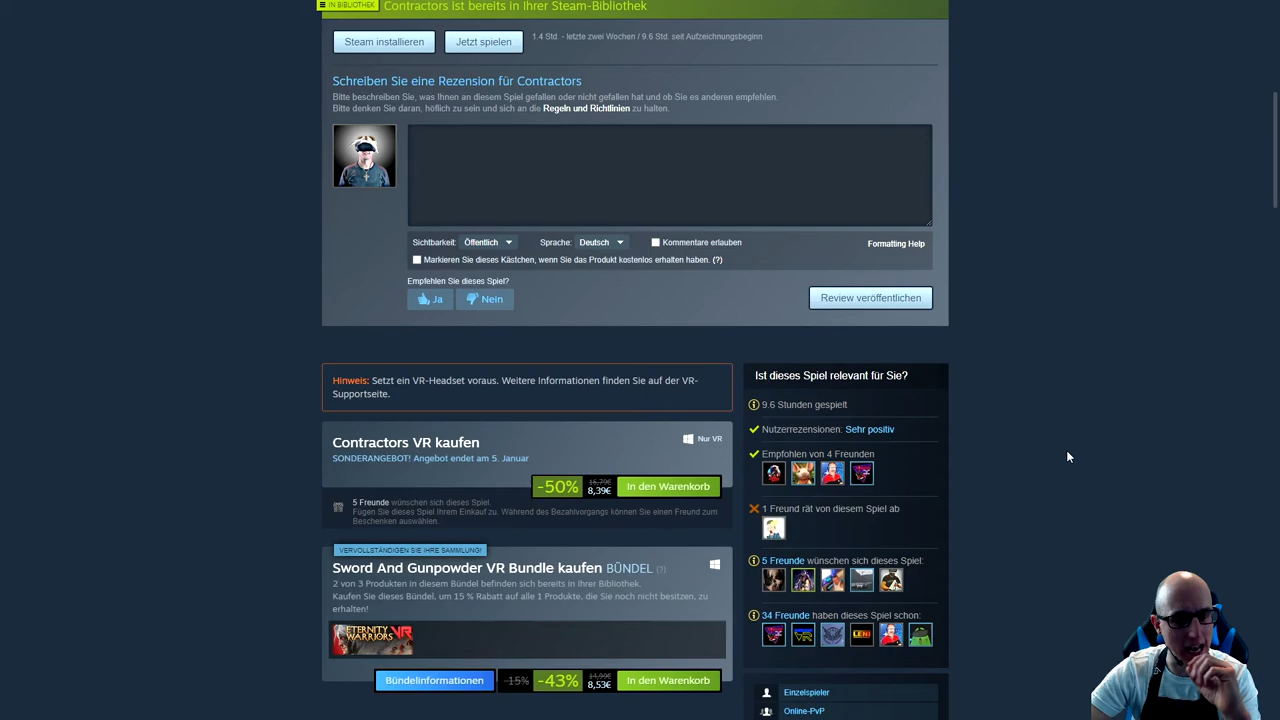 IN BIBLIOTHEK
Contractors ist bereits in Ihrer Steam-Bibliothek
Steam installieren
Jetzt spielen
1.4 Std. - letzte zwei Wochen / 9.6 Std. seit Aufzeichnungsbeginn
Schreiben Sie eine Rezension für Contractors
Bitte beschreiben Sie, was Ihnen an diesem Spiel gefallen oder nicht gefallen hat und ob Sie es anderen empfehlen.
Bitte denken Sie daran, höflich zu sein und sich an die Regeln und Richtlinien zu halten.
Sichtbarkeit: Öffentlich
Sprache: Deutsch
Kommentare erlauben
Formatting Help
Markieren Sie dieses Kästchen, wenn Sie das Produkt kostenlos erhalten haben. (?)
Empfehlen Sie dieses Spiel?
Ja
Nein
Review veröffentlichen
Hinweis: Setzt ein VR-Headset voraus. Weitere Informationen finden Sie auf der VR-
Supportseite.
Contractors VR kaufen
Nur VR
SONDERANGEBOT! Angebot endet am 5. Januar
-50%
16,79€
8,39€
In den Warenkorb
5 Freunde wünschen sich dieses Spiel.
Fügen Sie dieses Spiel Ihrem Einkauf zu. Während des Bezahlvorgangs können Sie einen Freund zum
Beschenken auswählen.
VERVOLLSTÄNDIGEN SIE IHRE SAMMLUNG!
Sword And Gunpowder VR Bundle kaufen BÜNDEL (?)
2 von 3 Produkten in diesem Bündel befinden sich bereits in Ihrer Bibliothek.
Kaufen Sie dieses Bündel, um 15 % Rabatt auf alle 1 Produkte, die Sie noch nicht besitzen, zu
erhalten!
ETERNITY
WARRIORS VR
Bündelinformationen
-15%
-43%
14,99€
8,53€
In den Warenkorb
Ist dieses Spiel relevant für Sie?
9.6 Stunden gespielt
Nutzerrezensionen: Sehr positiv
Empfohlen von 4 Freunden
1 Freund rät von diesem Spiel ab
5 Freunde wünschen sich dieses Spiel:
34 Freunde haben dieses Spiel schon:
VR
LENI
Einzelspieler
Online-PvP